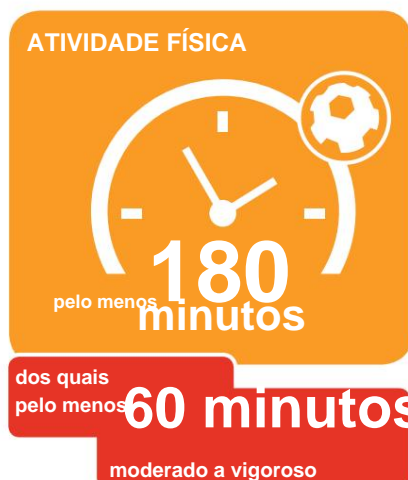 ATIVIDADE FÍSICA
pelo menos 180
minutos
dos quais
pelo menos 60 minutos
moderado a vigoroso